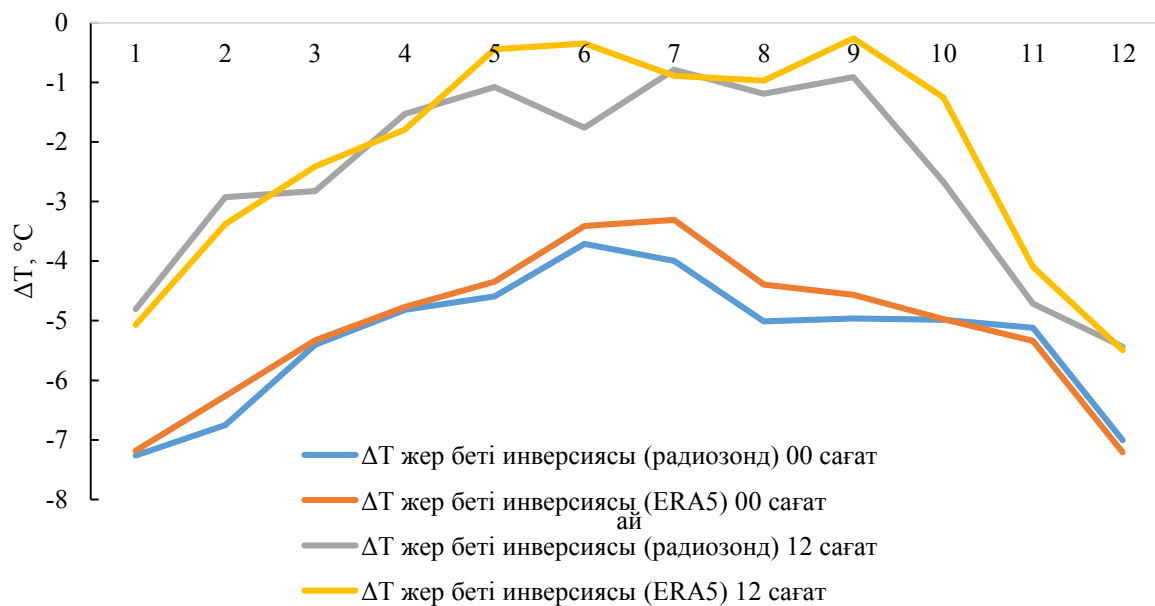 0
1 2 3 4 5 6 7 8 9 10 11 12
-1
-2
-3
-4
-5
-6
-7
-8
ΔT, °C
ΔT жер беті инверсиясы (радиозонд) 00 сағат
ΔT жер беті инверсиясы (ERA5) 00 сағат
ай
ΔT жер беті инверсиясы (радиозонд) 12 сағат
ΔT жер беті инверсиясы (ERA5) 12 сағат